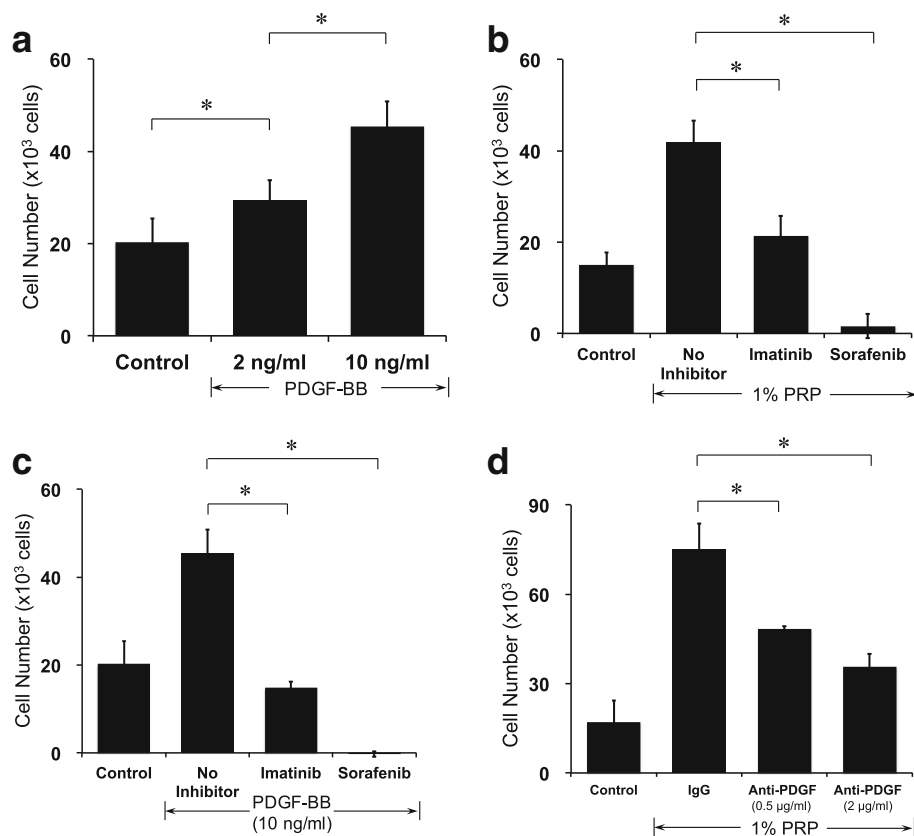 a
*
*
60
40
20
0
Cell Number (x10³ cells)
Control
2 ng/ml
10 ng/ml
PDGF-BB
b
*
*
60
40
20
0
Cell Number (x10³ cells)
Control
No
Inhibitor
Imatinib
Sorafenib
1% PRP
c
*
*
60
40
20
0
Cell Number (x10³ cells)
Control
No
Inhibitor
Imatinib
Sorafenib
PDGF-BB
(10 ng/ml)
d
*
*
90
60
30
0
Cell Number (x10³ cells)
Control
IgG
Anti-PDGF
(0.5 µg/ml)
Anti-PDGF
(2 µg/ml)
1% PRP